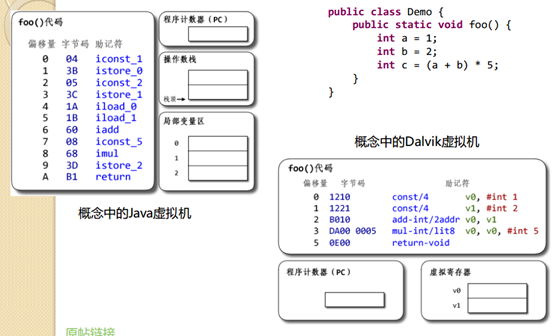 foo()代码
偏移量 字节码 助记符
0 04 iconst_1
1 3B istore_0
2 05 iconst_2
3 3C istore_1
4 1A iload_0
5 1B iload_1
6 60 iadd
7 08 iconst_5
8 68 imul
9 3D istore_2
A B1 return
程序计数器（PC）
操作数栈
栈顶
局部变量区
0
1
2
概念中的Java虚拟机
public class Demo {
public static void foo() {
int a = 1;
int b = 2;
int c = (a + b) * 5;
}
}
概念中的Dalvik虚拟机
foo()代码
偏移量 字节码 助记符
0 1210 const/4 v0, #int 1
1 1221 const/4 v1, #int 2
2 B010 add-int/2addr v0, v1
3 DA00 0005 mul-int/lit8 v0, v0, #int 5
5 0E00 return-void
程序计数器（PC）
虚拟寄存器
v0
v1
原帖链接